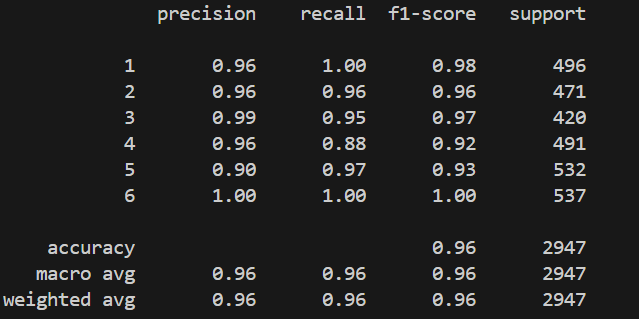 precision recall f1-score support
1 0.96 1.00 0.98 496
2 0.96 0.96 0.96 471
3 0.99 0.95 0.97 420
4 0.96 0.88 0.92 491
5 0.90 0.97 0.93 532
6 1.00 1.00 1.00 537
accuracy 0.96 2947
macro avg 0.96 0.96 0.96 2947
weighted avg 0.96 0.96 0.96 2947